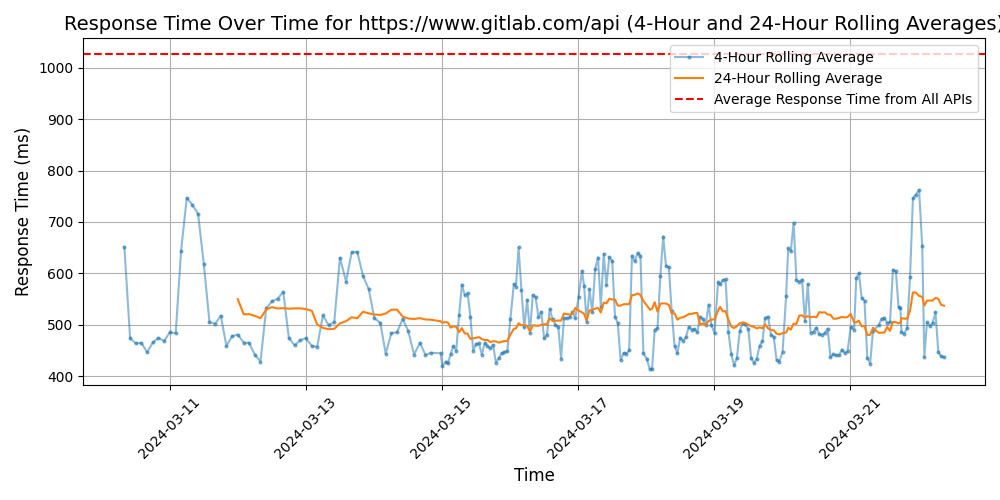 Response Time Over Time for https://www.gitlab.com/api (4-Hour and 24-Hour Rolling Averages)
4-Hour Rolling Average
24-Hour Rolling Average
Average Response Time from All APIs
Response Time (ms)
1000
900
800
700
600
500
400
2024-03-11
2024-03-13
2024-03-15
2024-03-17
2024-03-19
2024-03-21
Time